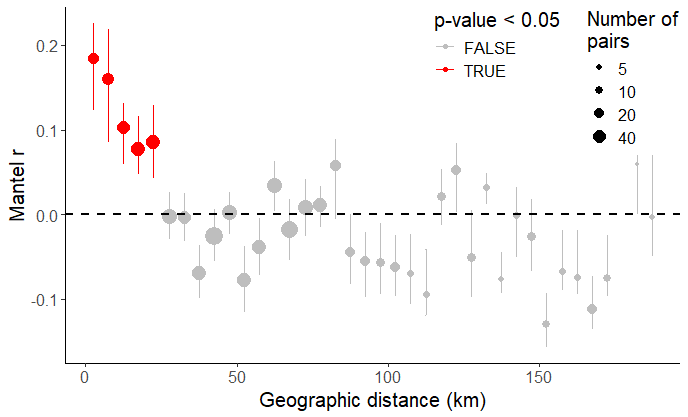 p-value < 0.05
FALSE
TRUE
Number of
pairs
5
10
20
40
Mantel r
0.2
0.1
0.0
-0.1
0
50
100
150
Geographic distance (km)